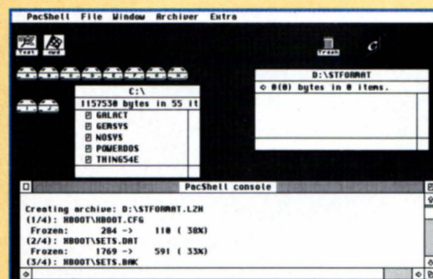 PacShell File Window Archiver Extra
Trash
C:\
1157530 bytes in 55 it
GALACT
GEMSYS
NOSYS
POWERDOS
THING54E
D:\STFORMAT
0(0) bytes in 0 items.
PacShell console
Creating archive: D:\STFORMAT.LZH
(1/4): XBOOT\XBOOT.CFG
Frozen: 284 -> 110 ( 38%)
(2/4): XBOOT\SETS.DAT
Frozen: 1769 -> 591 ( 33%)
(3/4): XBOOT\SETS.BAK